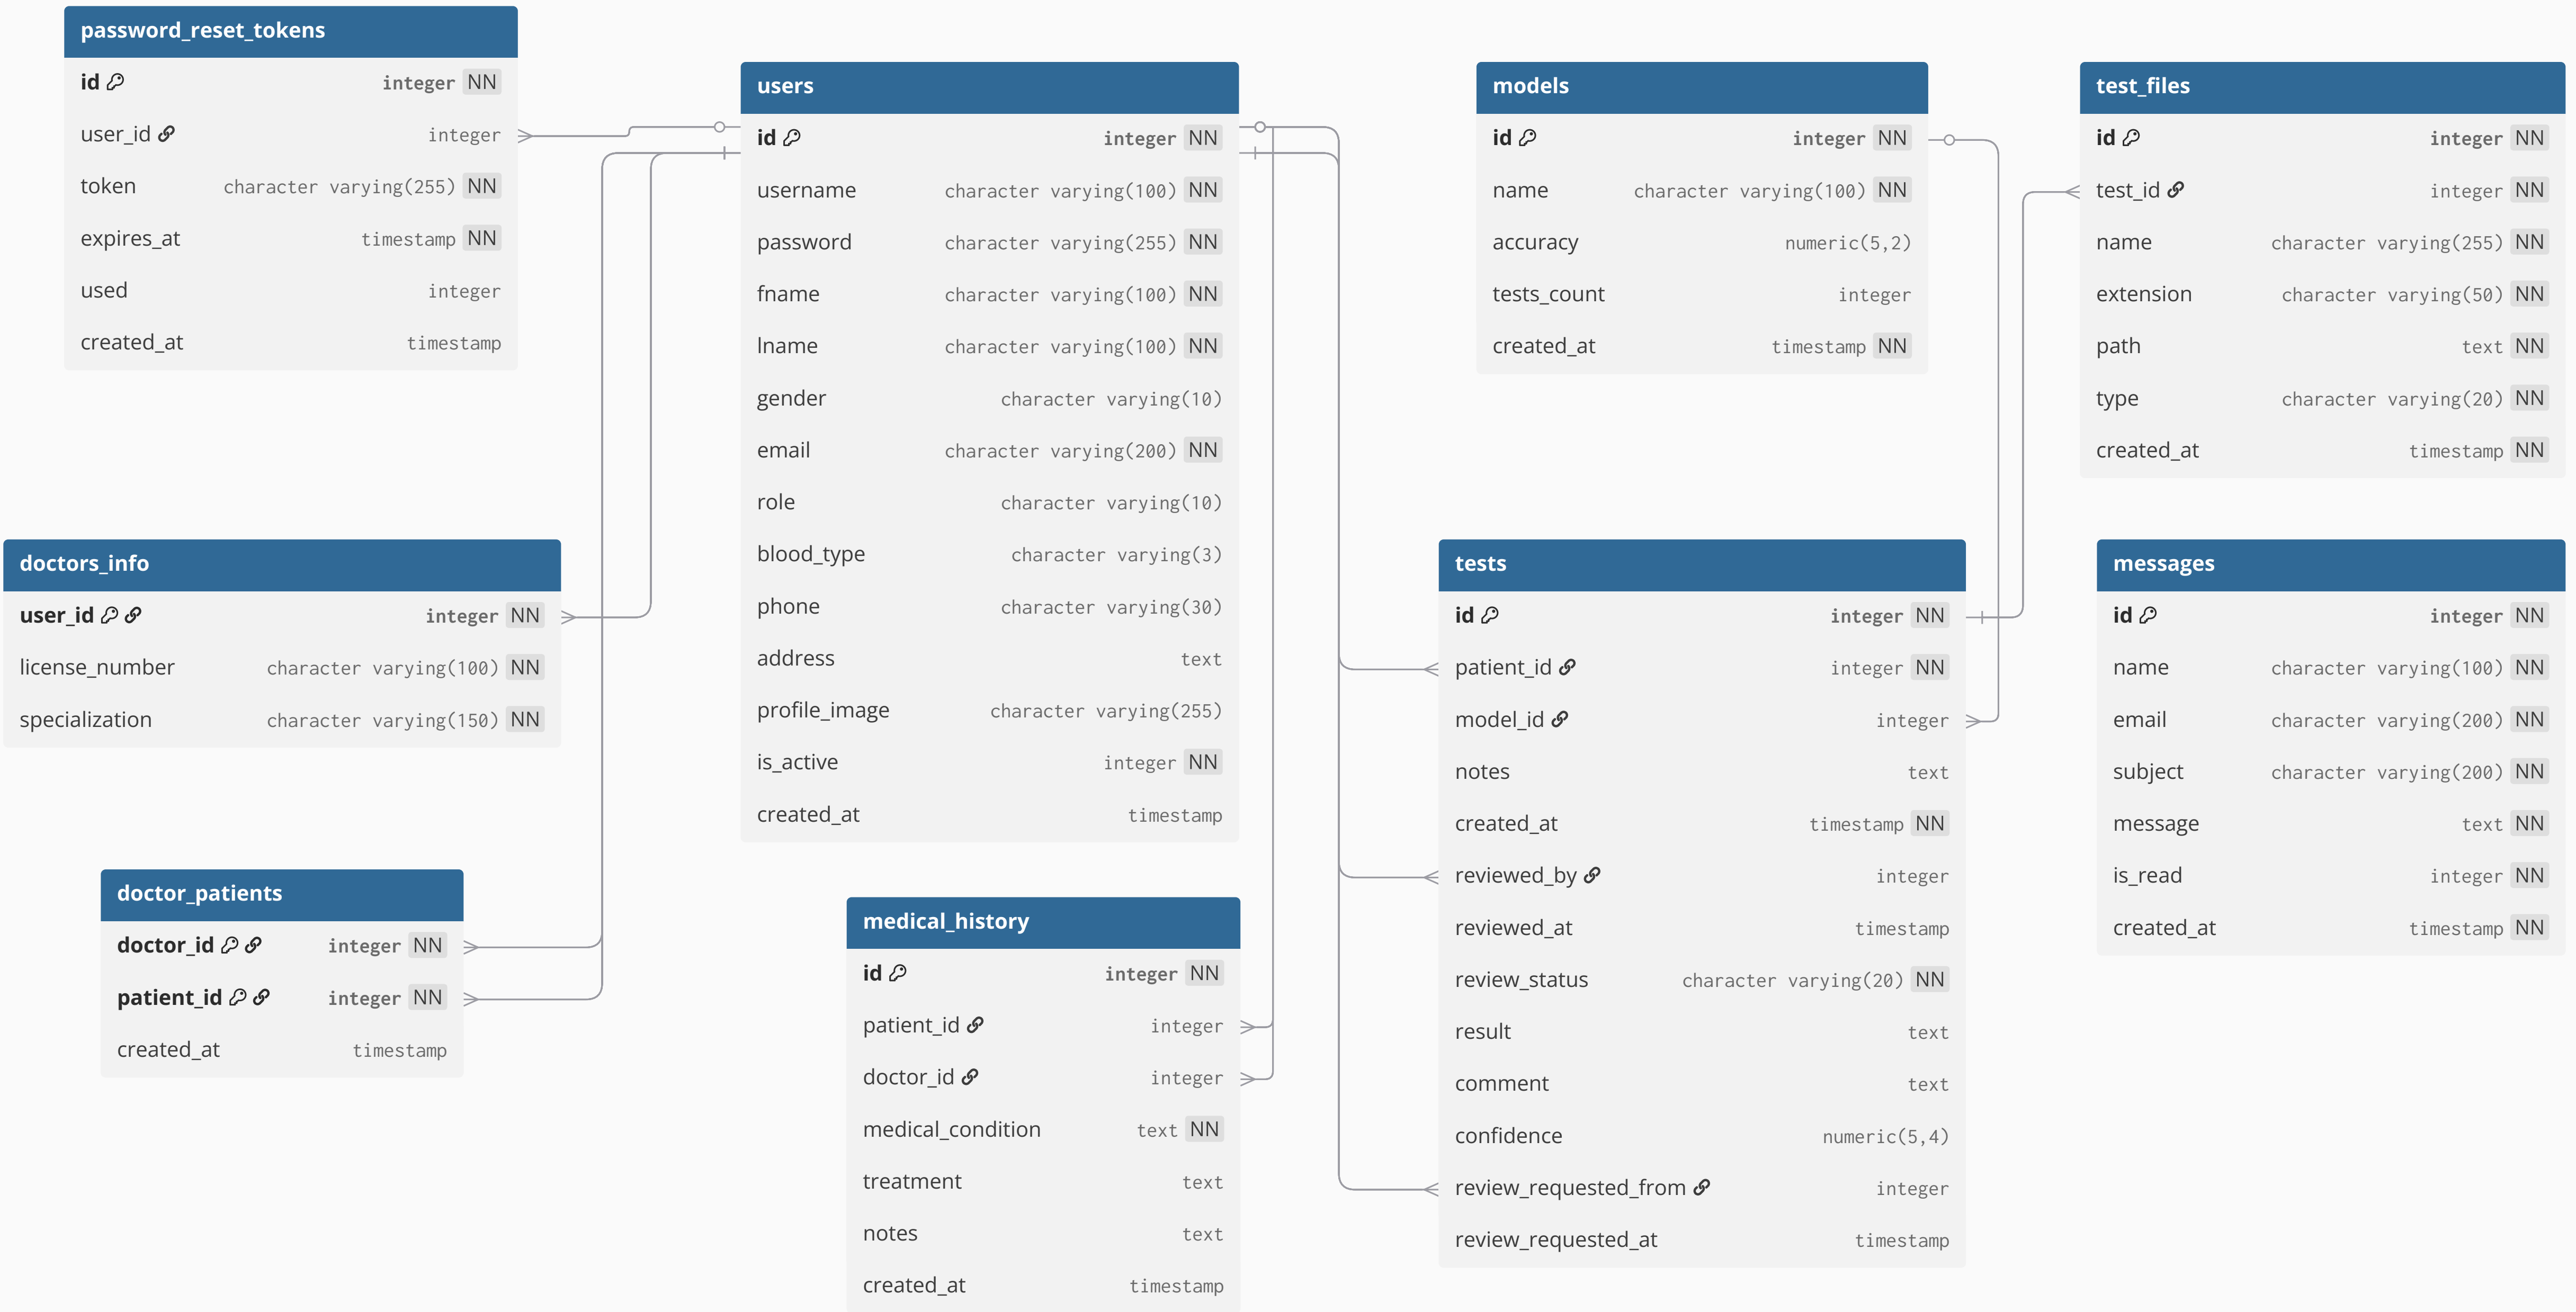 password_reset_tokens
id integer NN
user_id integer
token character varying(255) NN
expires_at timestamp NN
used integer
created_at timestamp
users
id integer NN
username character varying(100) NN
password character varying(255) NN
fname character varying(100) NN
lname character varying(100) NN
gender character varying(10)
email character varying(200) NN
role character varying(10)
blood_type character varying(3)
phone character varying(30)
address text
profile_image character varying(255)
is_active integer NN
created_at timestamp
models
id integer NN
name character varying(100) NN
accuracy numeric(5,2)
tests_count integer
created_at timestamp NN
test_files
id integer NN
test_id integer NN
name character varying(255) NN
extension character varying(50) NN
path text NN
type character varying(20) NN
created_at timestamp NN
doctors_info
user_id integer NN
license_number character varying(100) NN
specialization character varying(150) NN
tests
id integer NN
patient_id integer NN
model_id integer
notes text
created_at timestamp NN
reviewed_by integer
reviewed_at timestamp
review_status character varying(20) NN
result text
comment text
confidence numeric(5,4)
review_requested_from integer
review_requested_at timestamp
messages
id integer NN
name character varying(100) NN
email character varying(200) NN
subject character varying(200) NN
message text NN
is_read integer NN
created_at timestamp NN
doctor_patients
doctor_id integer NN
patient_id integer NN
created_at timestamp
medical_history
id integer NN
patient_id integer
doctor_id integer
medical_condition text NN
treatment text
notes text
created_at timestamp